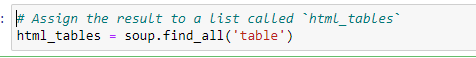 :
# Assign the result to a list called `html_tables`
html_tables = soup.find_all('table')